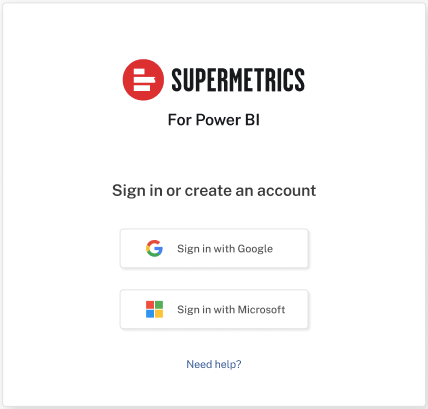 SUPERMETRICS
For Power BI
Sign in or create an account
Sign in with Google
Sign in with Microsoft
Need help?